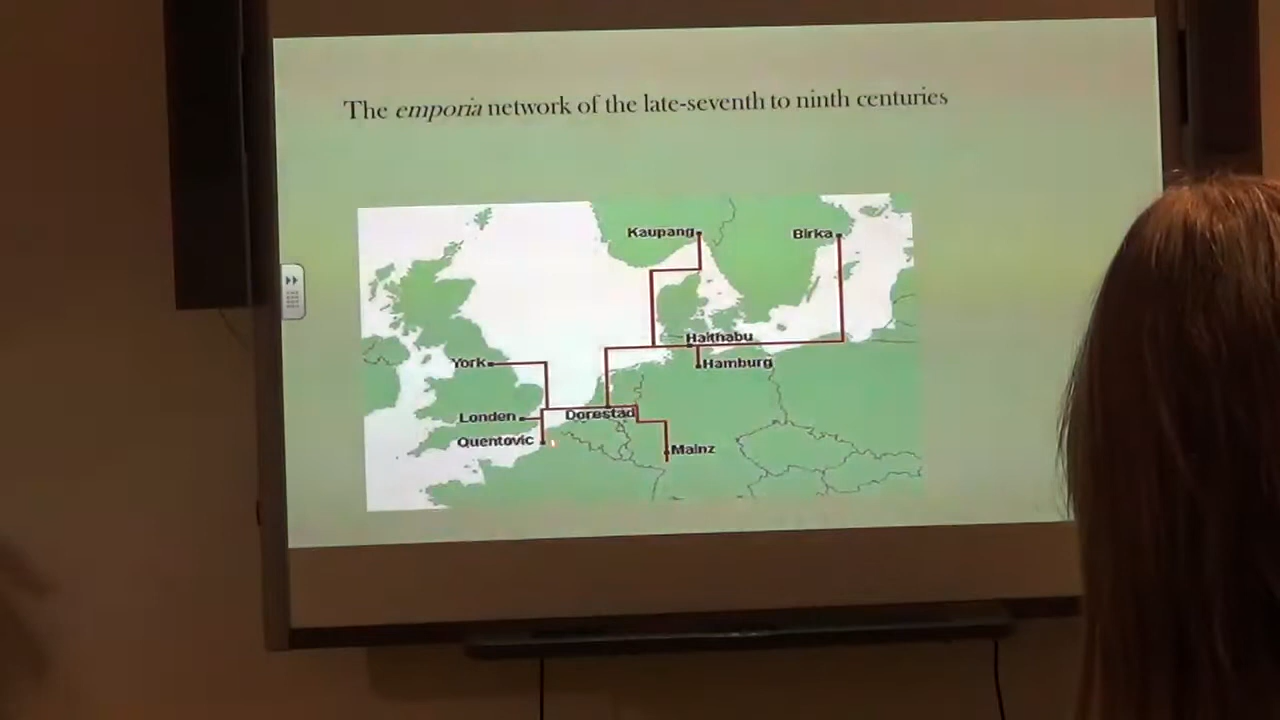 The emporia network of the late-seventh to ninth centuries
Kaupang
Birka
Haithabu
York
Hamburg
Londen
Dorestad
Quentovic
Mainz